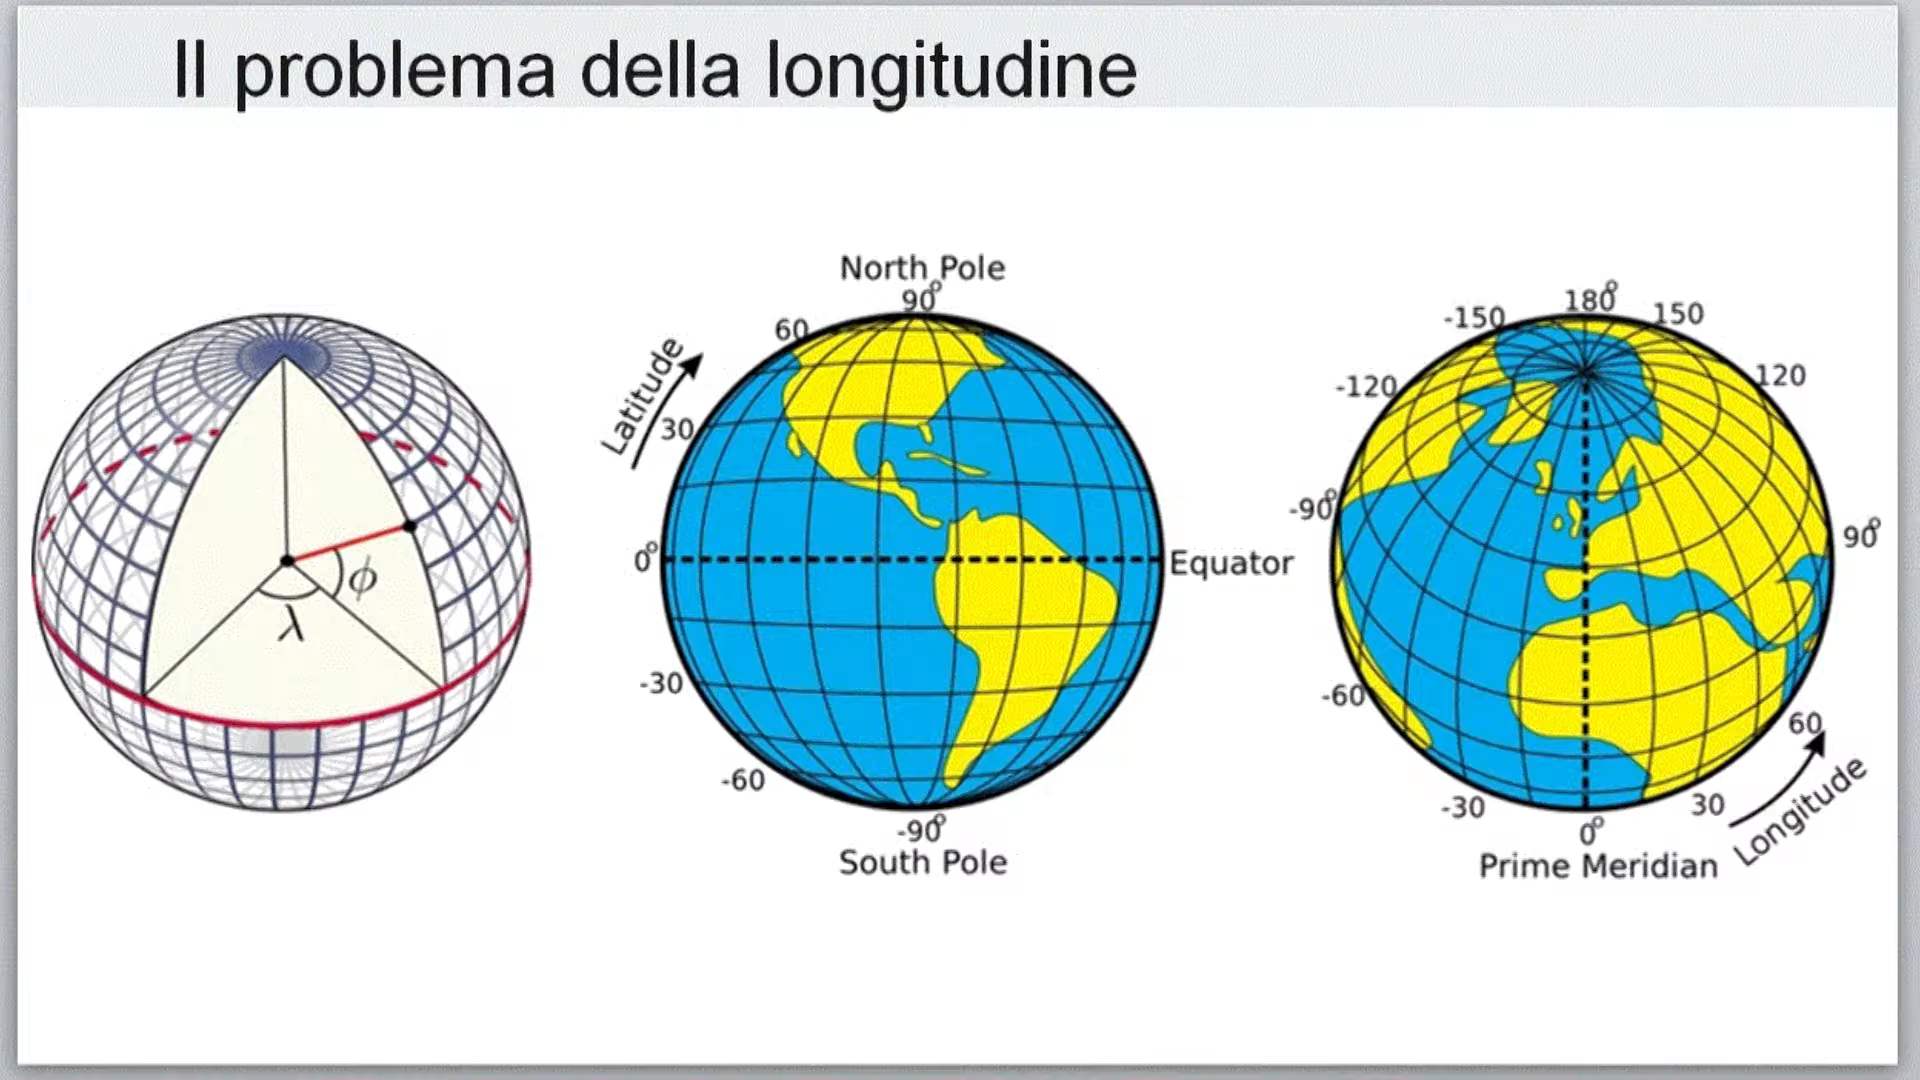 Il problema della longitudine
ϕ
λ
North Pole
90°
60
Latitude
30
0°
Equator
-30
-60
-90°
South Pole
180°
-150
150
-120
120
-90°
90°
-60
60
-30
30
0°
Longitude
Prime Meridian